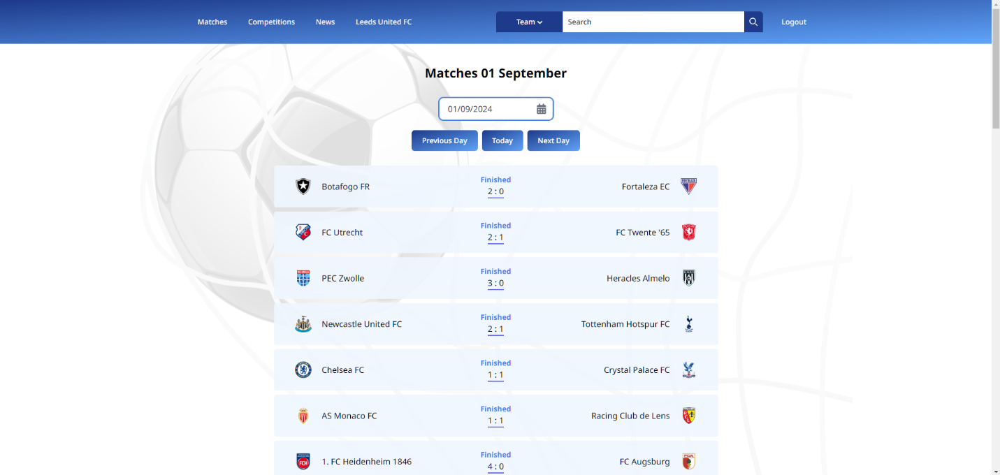 Matches Competitions News Leeds United FC Team Search Logout
Matches 01 September
01/09/2024
Previous Day Today Next Day
Finished
Botafogo FR 2 : 0 Fortaleza EC
Finished
FC Utrecht 2 : 1 FC Twente '65
Finished
PEC Zwolle 3 : 0 Heracles Almelo
Finished
Newcastle United FC 2 : 1 Tottenham Hotspur FC
Finished
Chelsea FC 1 : 1 Crystal Palace FC
Finished
AS Monaco FC 1 : 1 Racing Club de Lens
Finished
1. FC Heidenheim 1846 4 : 0 FC Augsburg